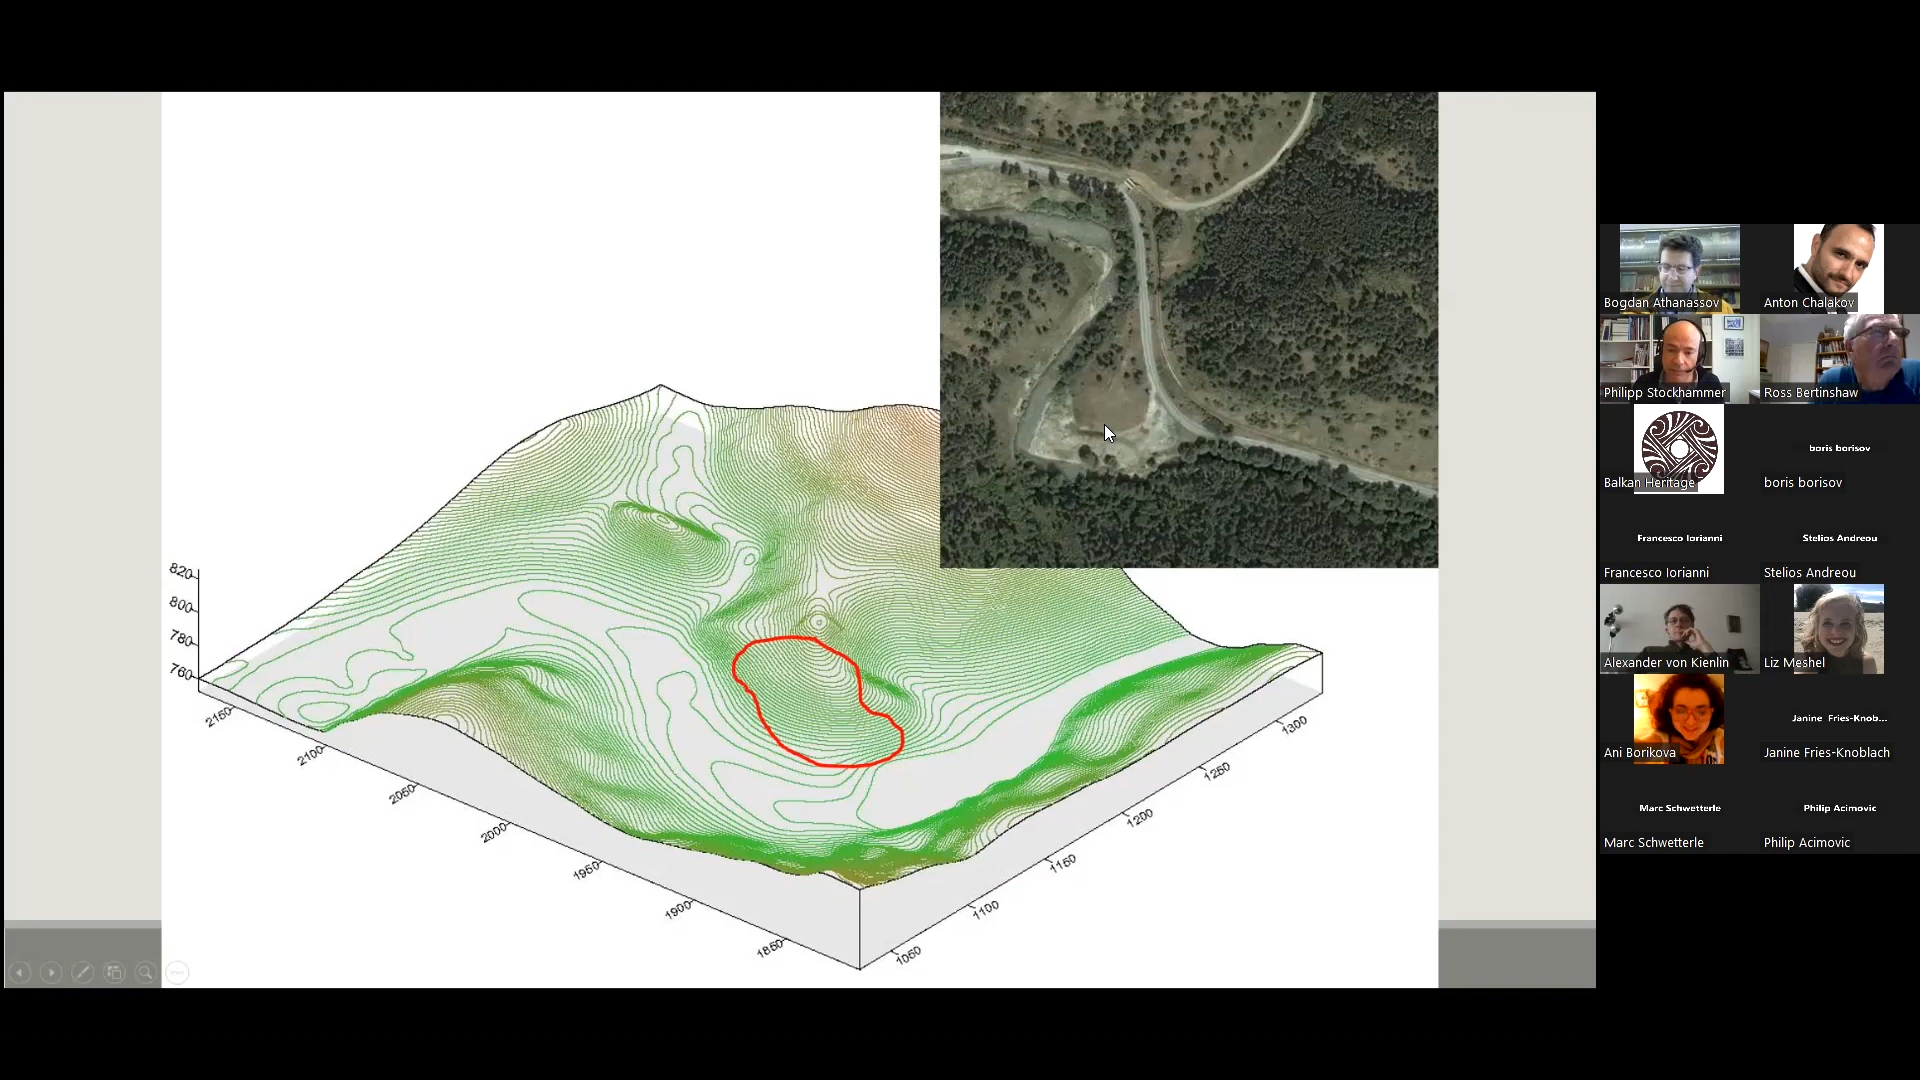 820
800
780
760
2150
2100
2050
2000
1950
1900
1850
1050
1100
1150
1200
1250
1300
Bogdan Athanassov
Anton Chalakov
Philipp Stockhammer
Ross Bertinshaw
Balkan Heritage
boris borisov
boris borisov
Francesco Iorianni
Stelios Andreou
Francesco Iorianni
Stelios Andreou
Alexander von Kienlin
Liz Meshel
Ani Borikova
Janine Fries-Knob...
Janine Fries-Knoblach
Marc Schwetterle
Philip Acimovic
Marc Schwetterle
Philip Acimovic